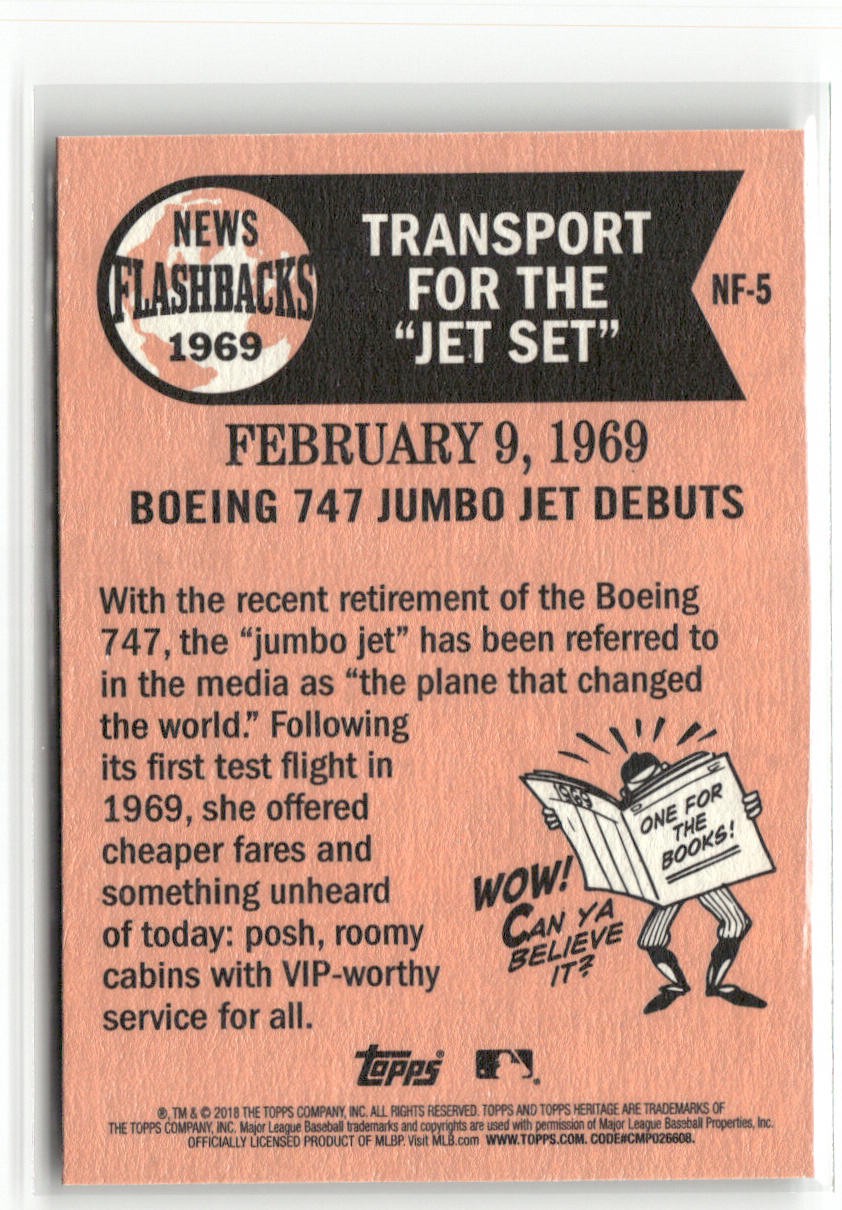 NEWS
FLASHBACKS
1969
TRANSPORT
FOR THE
“JET SET”
NF-5
FEBRUARY 9, 1969
BOEING 747 JUMBO JET DEBUTS
With the recent retirement of the Boeing
747, the “jumbo jet” has been referred to
in the media as “the plane that changed
the world.” Following
its first test flight in
1969, she offered
cheaper fares and
something unheard
of today: posh, roomy
cabins with VIP-worthy
service for all.
1969
ONE FOR
THE
BOOKS!
WOW!
CAN YA
BELIEVE
IT?
topps®
®, TM & © 2018 THE TOPPS COMPANY, INC. ALL RIGHTS RESERVED. TOPPS AND TOPPS HERITAGE ARE TRADEMARKS OF
THE TOPPS COMPANY, INC. Major League Baseball trademarks and copyrights are used with permission of Major League Baseball Properties, Inc.
OFFICIALLY LICENSED PRODUCT OF MLBP. Visit MLB.com WWW.TOPPS.COM. CODE#CMP026608.